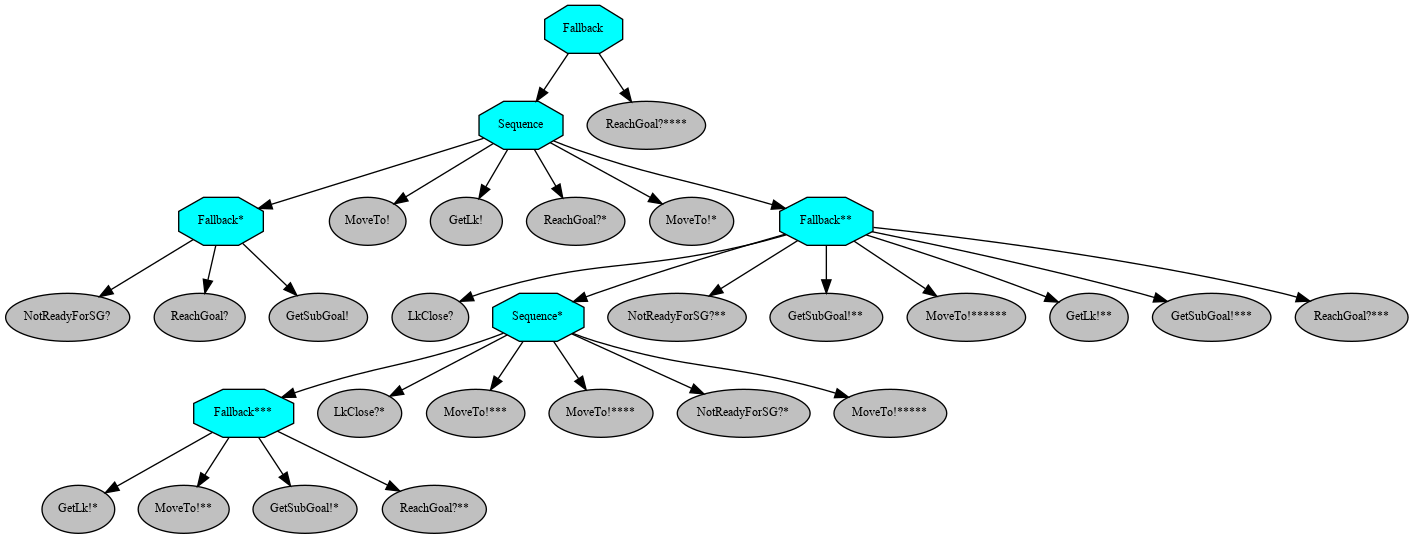 Fallback
Sequence
ReachGoal?****
Fallback*
MoveTo!
GetLk!
ReachGoal?*
MoveTo!*
Fallback**
NotReadyForSG?
ReachGoal?
GetSubGoal!
LkClose?
Sequence*
NotReadyForSG?**
GetSubGoal!**
MoveTo!******
GetLk!**
GetSubGoal!***
ReachGoal?***
Fallback***
LkClose?*
MoveTo!***
MoveTo!****
NotReadyForSG?*
MoveTo!*****
GetLk!*
MoveTo!**
GetSubGoal!*
ReachGoal?**